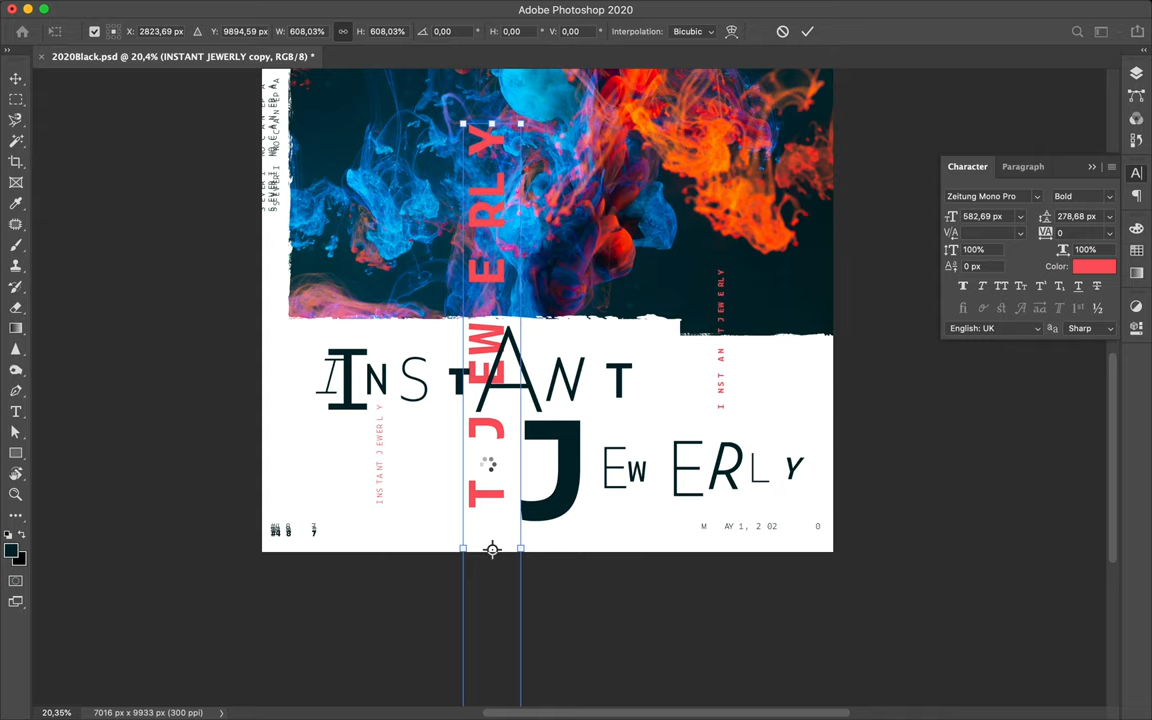 Adobe Photoshop 2020
X: 2823,69 px Y: 9894,59 px W: 608,03% H: 608,03% 0,00 ° H: 0,00 ° V: 0,00 ° Interpolation: Bicubic
2020Black.psd @ 20,4% (INSTANT JEWERLY copy, RGB/8) *
Character Paragraph
Zeitung Mono Pro Bold
582,69 px 278,68 px
0
100% 100%
0 px Color:
English: UK Sharp
T JEWERLY
INST AN T JEWERLY
INSTANT
INSTANT JEWERLY
JEWERLY
M AY 1, 2 02 0
20,35% 7016 px x 9933 px (300 ppi)